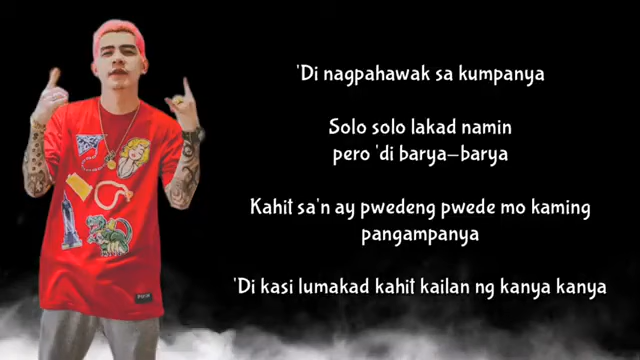 'Di nagpahawak sa kumpanya
Solo solo lakad namin
pero 'di barya-barya
Kahit sa'n ay pwedeng pwede mo kaming
pangampanya
'Di kasi lumakad kahit kailan ng kanya kanya